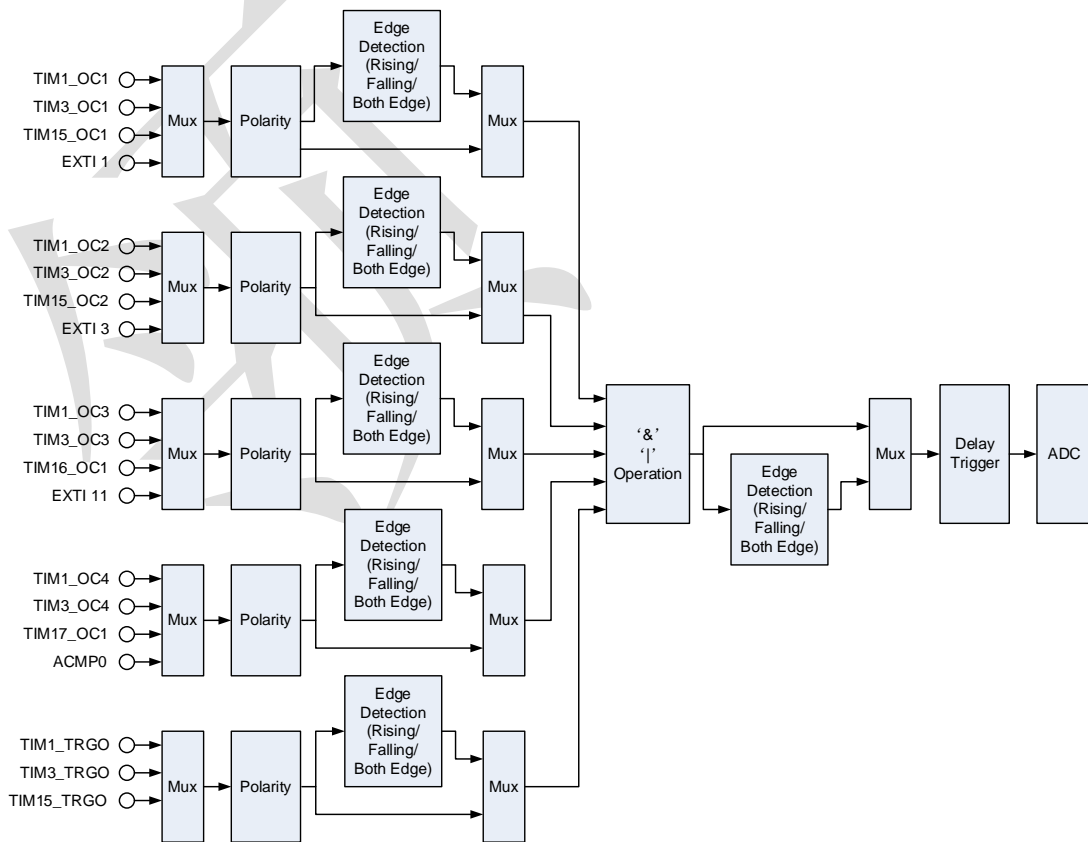 TIM1_OC1
TIM3_OC1
TIM15_OC1
EXTI 1
Mux
Polarity
Edge
Detection
(Rising/
Falling/
Both Edge)
Mux
TIM1_OC2
TIM3_OC2
TIM15_OC2
EXTI 3
Mux
Polarity
Edge
Detection
(Rising/
Falling/
Both Edge)
Mux
TIM1_OC3
TIM3_OC3
TIM16_OC1
EXTI 11
Mux
Polarity
Edge
Detection
(Rising/
Falling/
Both Edge)
Mux
TIM1_OC4
TIM3_OC4
TIM17_OC1
ACMP0
Mux
Polarity
Edge
Detection
(Rising/
Falling/
Both Edge)
Mux
TIM1_TRGO
TIM3_TRGO
TIM15_TRGO
Mux
Polarity
Edge
Detection
(Rising/
Falling/
Both Edge)
Mux
‘&’
‘|’
Operation
Edge
Detection
(Rising/
Falling/
Both Edge)
Mux
Delay
Trigger
ADC